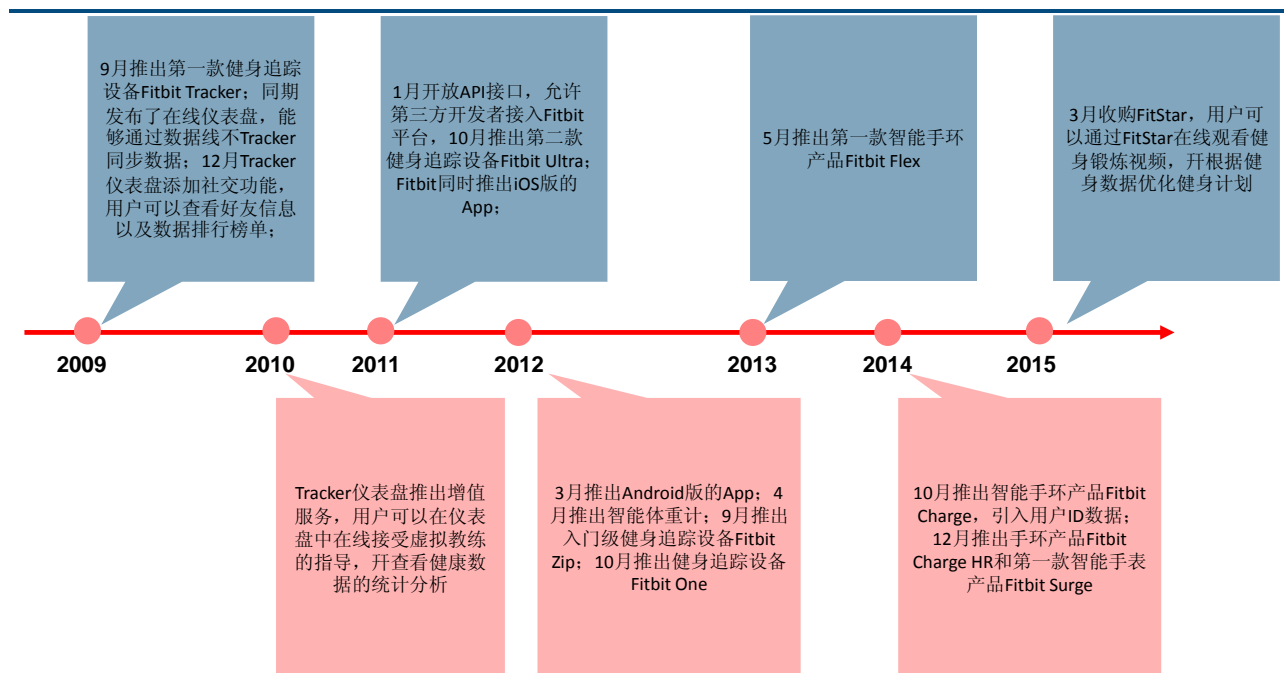 9月推出第一款健身追踪
设备Fitbit Tracker；同期
发布了在线仪表盘，能
够通过数据线不Tracker
同步数据；12月Tracker
仪表盘添加社交功能，
用户可以查看好友信息
以及数据排行榜单；
1月开放API接口，允许
第三方开发者接入Fitbit
平台，10月推出第二款
健身追踪设备Fitbit Ultra；
Fitbit同时推出iOS版的
App；
5月推出第一款智能手环
产品Fitbit Flex
3月收购FitStar，用户可
以通过FitStar在线观看健
身锻炼视频，开根据健
身数据优化健身计划
2009
2010
2011
2012
2013
2014
2015
Tracker仪表盘推出增值
服务，用户可以在仪表
盘中在线接受虚拟教练
的指导，开查看健康数
据的统计分析
3月推出Android版的App；4
月推出智能体重计；9月推出
入门级健身追踪设备Fitbit
Zip；10月推出健身追踪设备
Fitbit One
10月推出智能手环产品Fitbit
Charge，引入用户ID数据；
12月推出手环产品Fitbit
Charge HR和第一款智能手表
产品Fitbit Surge